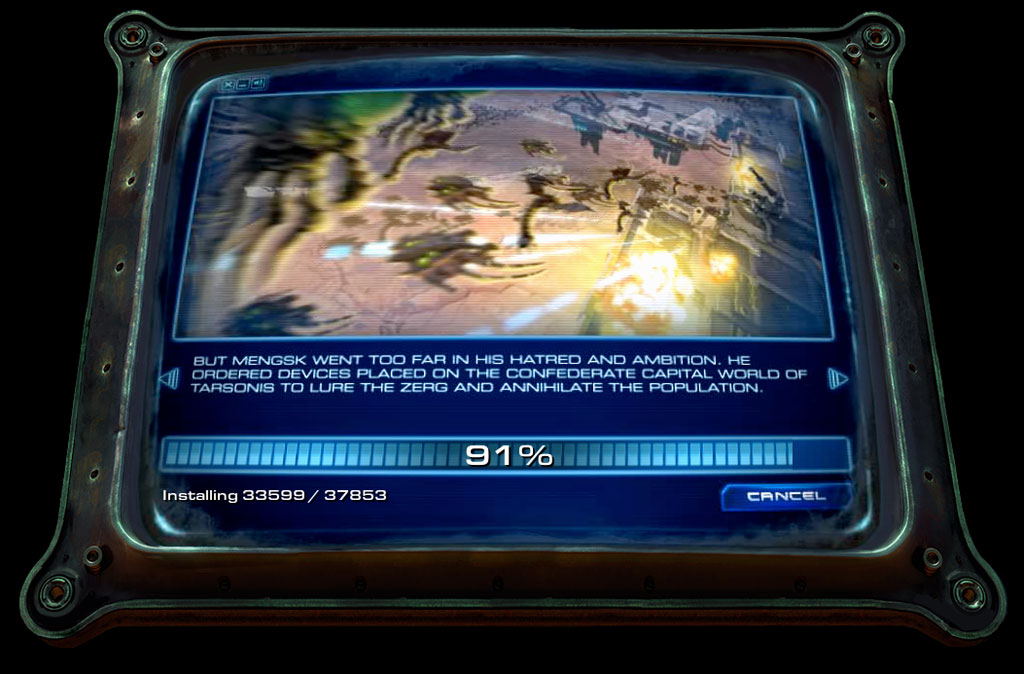 BUT MENGSK WENT TOO FAR IN HIS HATRED AND AMBITION. HE
ORDERED DEVICES PLACED ON THE CONFEDERATE CAPITAL WORLD OF
TARSONIS TO LURE THE ZERG AND ANNIHILATE THE POPULATION.
91%
Installing 33599 / 37853
CANCEL